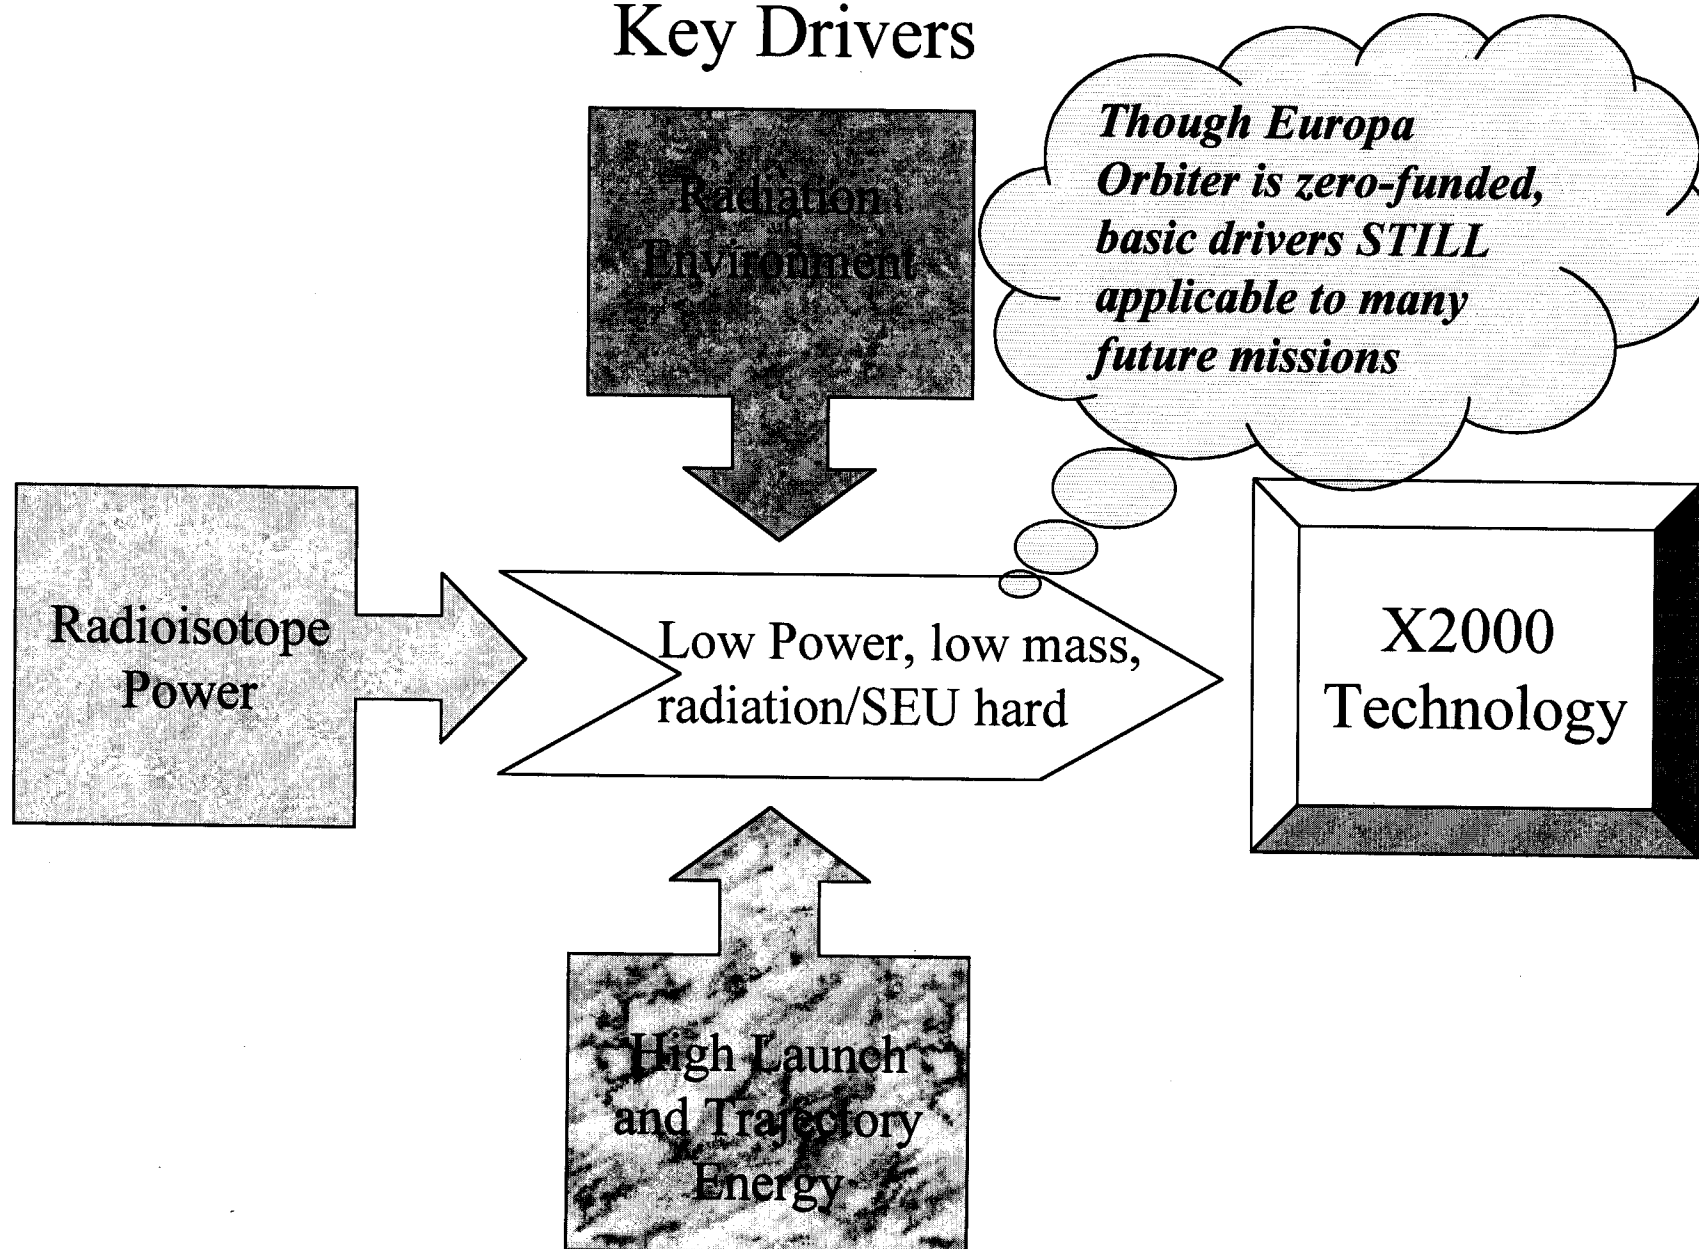 Key Drivers
Radiation
Environment
Though Europa
Orbiter is zero-funded,
basic drivers STILL
applicable to many
future missions
Radioisotope
Power
Low Power, low mass,
radiation/SEU hard
X2000
Technology
High Launch
and Trajectory
Energy